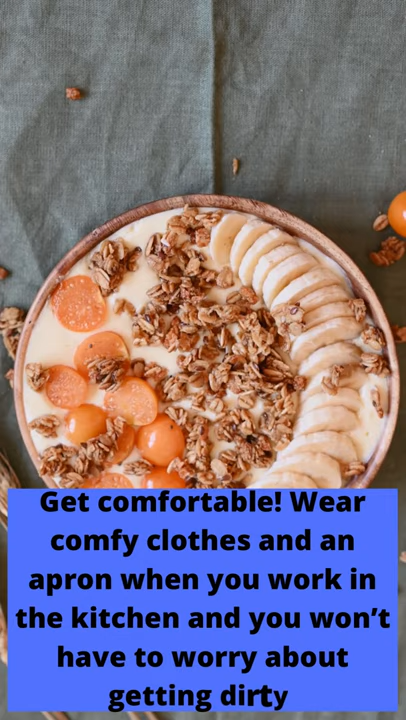 Get comfortable! Wear
comfy clothes and an
apron when you work in
the kitchen and you won’t
have to worry about
getting dirty